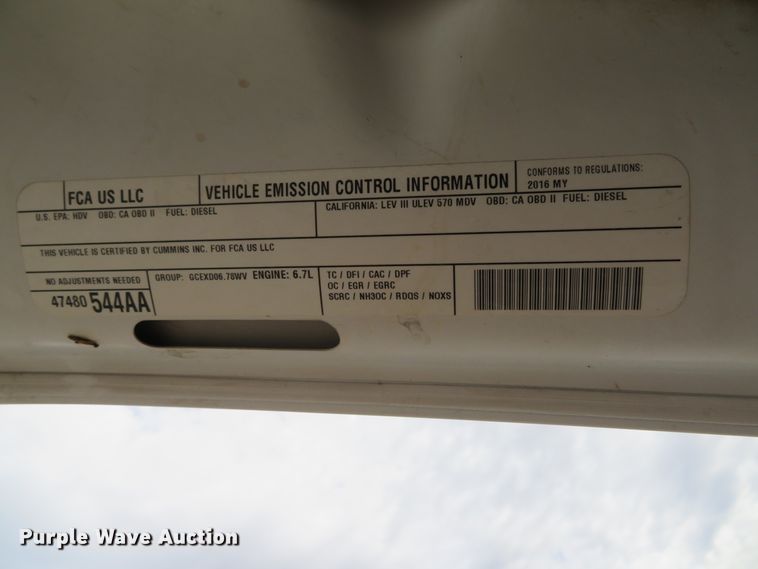 FCA US LLC
VEHICLE EMISSION CONTROL INFORMATION
CONFORMS TO REGULATIONS:
2016 MY
U.S. EPA: HDV OBD: CA OBD II FUEL: DIESEL
CALIFORNIA: LEV III ULEV 570 MDV OBD: CA OBD II FUEL: DIESEL
THIS VEHICLE IS CERTIFIED BY CUMMINS INC. FOR FCA US LLC
NO ADJUSTMENTS NEEDED
47480 544AA
GROUP: GCEXD06.78WV ENGINE: 6.7L
TC / DFI / CAC / DPF
OC / EGR / EGRC
SCRC / NH3OC / RDQS / NOXS
Purple Wave Auction